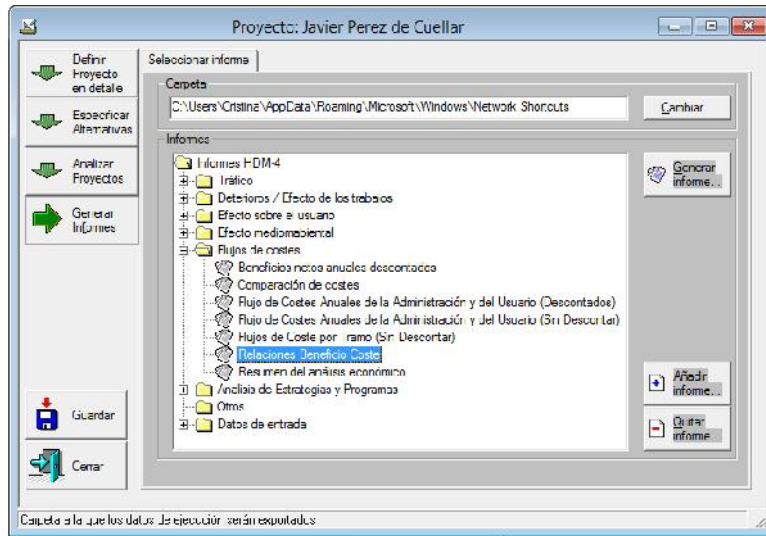 Proyecto: Javier Perez de Cuellar
Definir
Proyecto
en detalle
Especificar
Alternativas
Analizar
Proyectos
Generar
Informes
Guardar
Cerrar
Seleccionar informe
Carpeta
C:\Users\Cristina\AppData\Roaming\Microsoft\Windows\Network Shortcuts
Cambiar
Informes
Informes HDM-4
Tráfico
Deterioros / Efecto de los trabajos
Efecto sobre el usuario
Efecto medioambiental
Flujos de costes
Beneficios netos anuales descontados
Comparación de costes
Flujo de Costes Anuales de la Administración y del Usuario (Descontados)
Flujo de Costes Anuales de la Administración y del Usuario (Sin Descontar)
Flujos de Coste por Tramo (Sin Descontar)
Relaciones Beneficio Coste
Resumen del análisis económico
Analisis de Estrategias y Programas
Otros
Datos de entrada
Generar
informe...
Añadir
informe...
Quitar
informe...
Carpeta a la que los datos de ejecución serán exportados